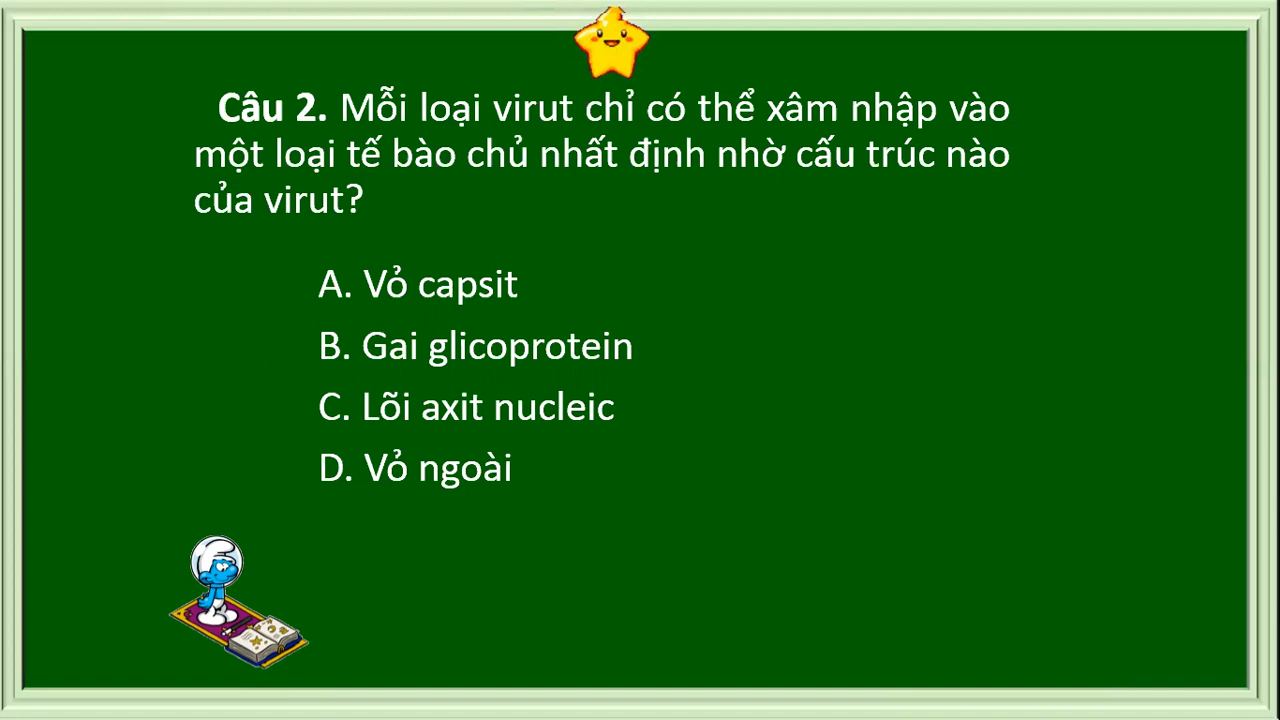 Câu 2. Mỗi loại virut chỉ có thể xâm nhập vào
một loại tế bào chủ nhất định nhờ cấu trúc nào
của virut?
A. Vỏ capsit
B. Gai glicoprotein
C. Lõi axit nucleic
D. Vỏ ngoài